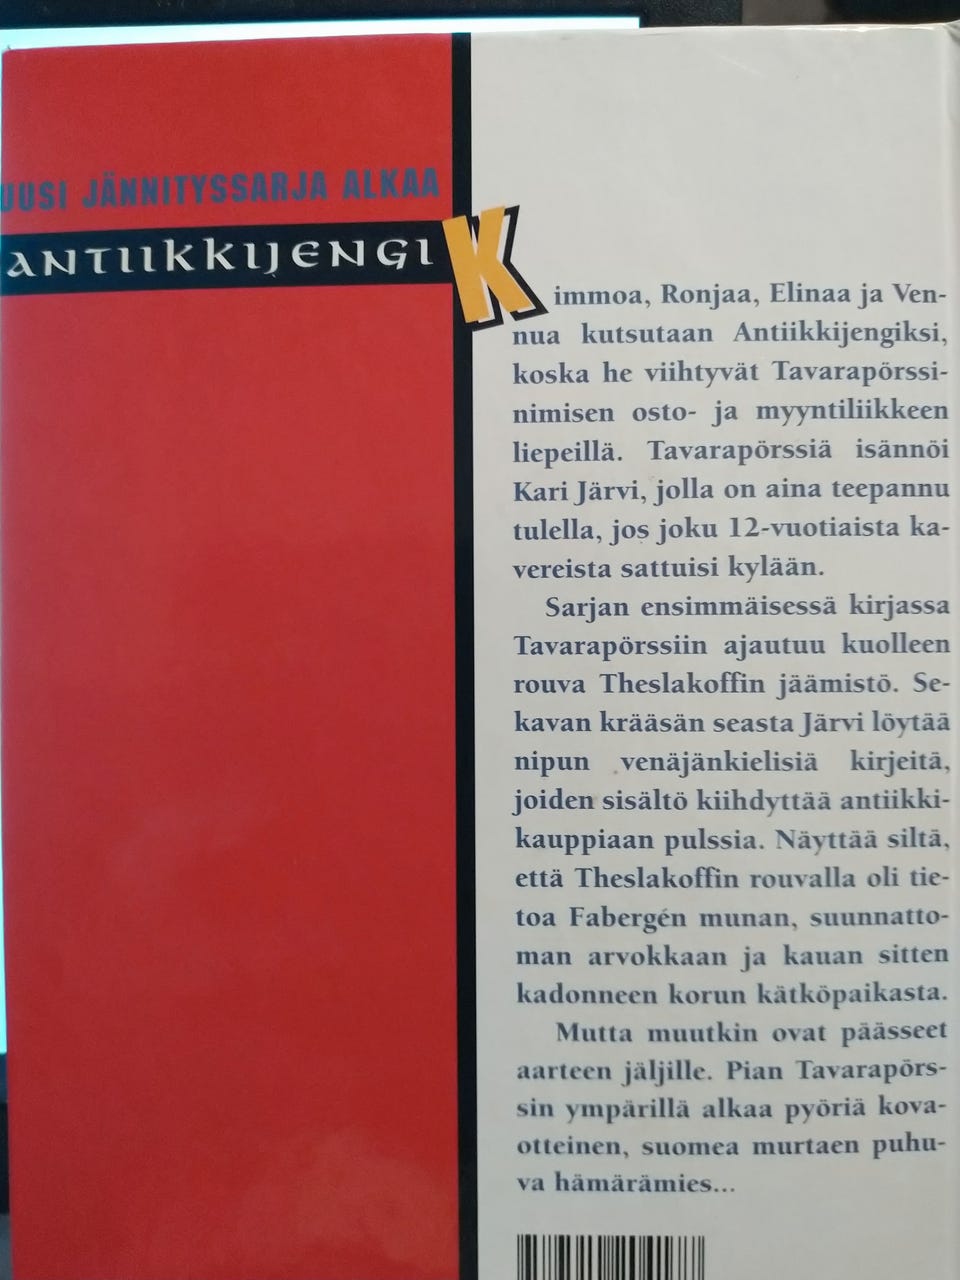 UUSI JÄNNITYSSARJA ALKAA
ANTIIKKIJENGI
Kimmoa, Ronjaa, Elinaa ja Ven-
nua kutsutaan Antiikkijengiksi,
koska he viihtyvät Tavarapörssi-
nimisen osto- ja myyntiliikkeen
liepeillä. Tavarapörssiä isännöi
Kari Järvi, jolla on aina teepannu
tulella, jos joku 12-vuotiaista ka-
vereista sattuisi kylään.
Sarjan ensimmäisessä kirjassa
Tavarapörssiin ajautuu kuolleen
rouva Theslakoffin jäämistö. Se-
kavan krääsän seasta Järvi löytää
nipun venäjänkielisiä kirjeitä,
joiden sisältö kiihdyttää antiikki-
kauppiaan pulssia. Näyttää siltä,
että Theslakoffin rouvalla oli tie-
toa Fabergén munan, suunnatto-
man arvokkaan ja kauan sitten
kadonneen korun kätköpaikasta.
Mutta muutkin ovat päässeet
aarteen jäljille. Pian Tavarapörs-
sin ympärillä alkaa pyöriä kova-
otteinen, suomea murtaen puhu-
va hämärämies...